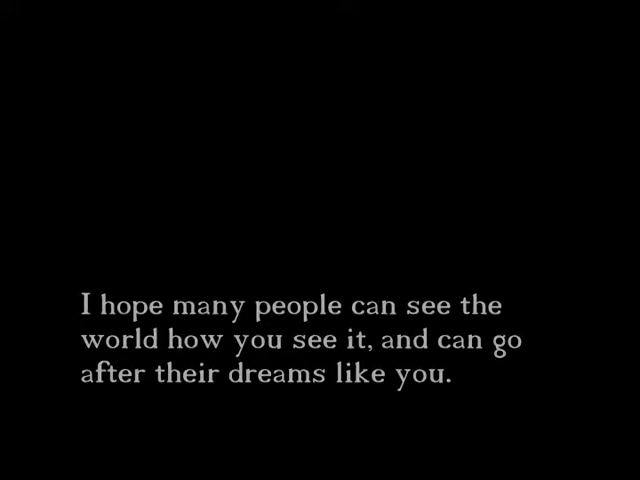 I hope many people can see the
world how you see it, and can go
after their dreams like you.